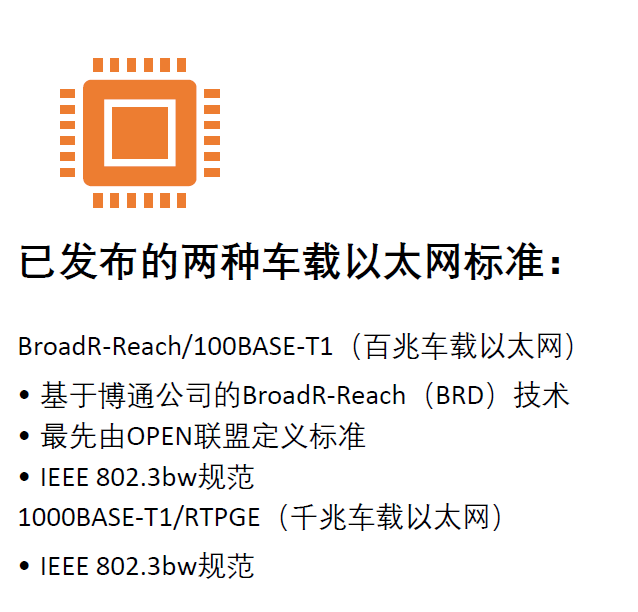 已发布的两种车载以太网标准：
BroadR-Reach/100BASE-T1（百兆车载以太网）
• 基于博通公司的BroadR-Reach（BRD）技术
• 最先由OPEN联盟定义标准
• IEEE 802.3bw规范
1000BASE-T1/RTPGE（千兆车载以太网）
• IEEE 802.3bw规范